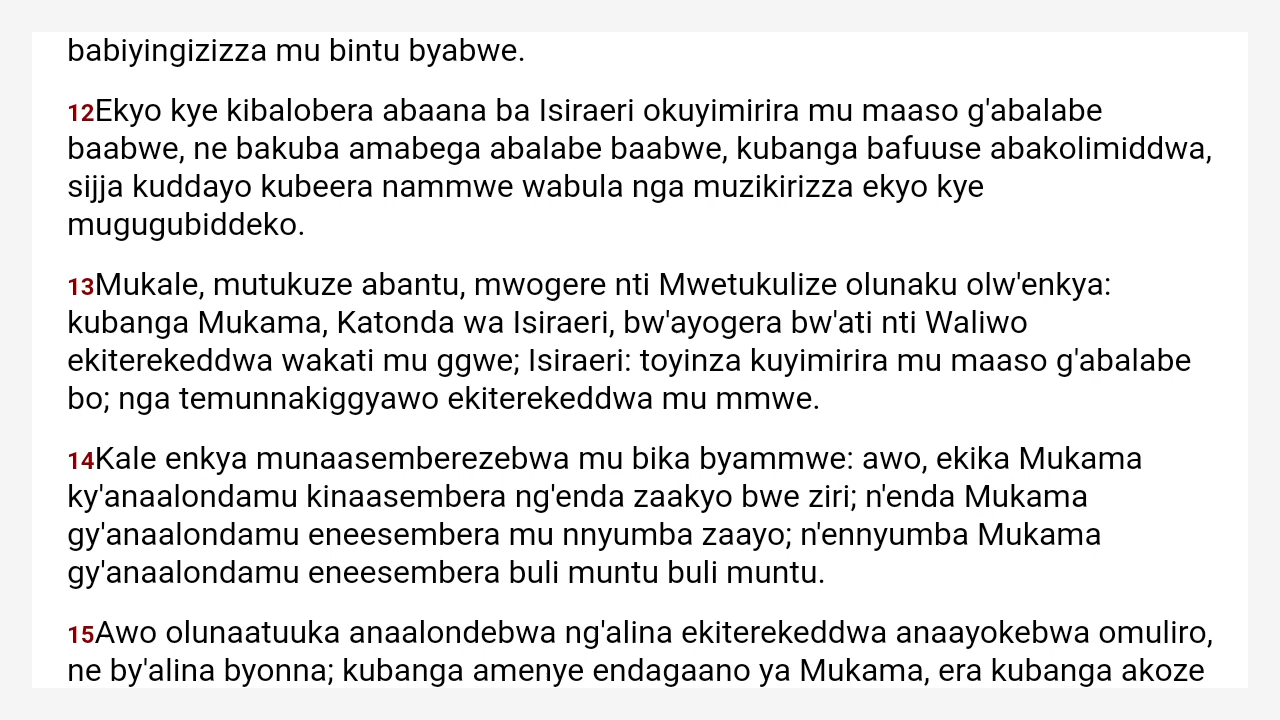 babiyingizizza mu bintu byabwe.
12Ekyo kye kibalobera abaana ba Isiraeri okuyimirira mu maaso g'abalabe
baabwe, ne bakuba amabega abalabe baabwe, kubanga bafuuse abakolimiddwa,
sijja kuddayo kubeera nammwe wabula nga muzikirizza ekyo kye
mugugubiddeko.
13Mukale, mutukuze abantu, mwogere nti Mwetukulize olunaku olw'enkya:
kubanga Mukama, Katonda wa Isiraeri, bw'ayogera bw'ati nti Waliwo
ekiterekeddwa wakati mu ggwe; Isiraeri: toyinza kuyimirira mu maaso g'abalabe
bo; nga temunnakiggyawo ekiterekeddwa mu mmwe.
14Kale enkya munaasemberezebwa mu bika byammwe: awo, ekika Mukama
ky'anaalondamu kinaasembera ng'enda zaakyo bwe ziri; n'enda Mukama
gy'anaalondamu eneesembera mu nnyumba zaayo; n'ennyumba Mukama
gy'anaalondamu eneesembera buli muntu buli muntu.
15Awo olunaatuuka anaalondebwa ng'alina ekiterekeddwa anaayokebwa omuliro,
ne by'alina byonna; kubanga amenye endagaano ya Mukama, era kubanga akoze